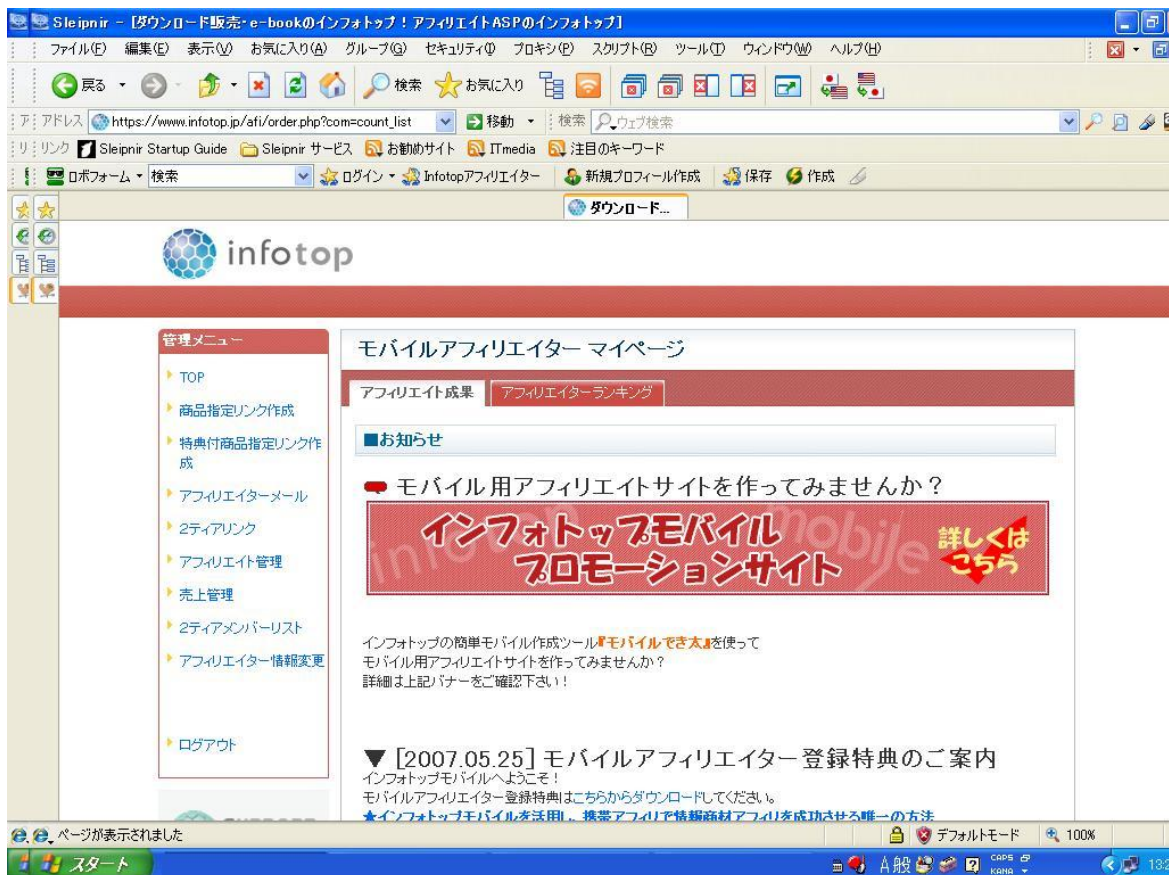 Sleipnir - [ダウンロード販売・e-bookのインフォトップ！アフィリエイトASPのインフォトップ]
ファイル(F) 編集(E) 表示(V) お気に入り(A) グループ(G) セキュリティ(I) プロキシ(P) スクリプト(R) ツール(T) ウィンドウ(W) ヘルプ(H)
戻る 検索 お気に入り
アドレス https://www.infotop.jp/afi/order.php?com=count_list 移動 検索 ウェブ検索
リンク Sleipnir Startup Guide Sleipnir サービス お勧めサイト ITmedia 注目のキーワード
ロボフォーム 検索 ログイン Infotopアフィリエイター 新規プロフィール作成 保存 作成
ダウンロード...
infotop
管理メニュー
TOP
商品指定リンク作成
特典付商品指定リンク作
成
アフィリエイターメール
2ティアリンク
アフィリエイト管理
売上管理
2ティアメンバーリスト
アフィリエイター情報変更
ログアウト
モバイルアフィリエイター マイページ
アフィリエイト成果 アフィリエイターランキング
■お知らせ
モバイル用アフィリエイトサイトを作ってみませんか？
インフォトップモバイル
プロモーションサイト
詳しくは
こちら
インフォトップの簡単モバイル作成ツール『モバイルでき太』を使って
モバイル用アフィリエイトサイトを作ってみませんか？
詳細は上記バナーをご確認下さい！
▼ [2007.05.25] モバイルアフィリエイター登録特典のご案内
インフォトップモバイルへようこそ！
モバイルアフィリエイター登録特典はこちらからダウンロードしてください。
★インフォトップモバイルを活用し、携帯アフィリで情報商材アフィリを成功させる唯一の方法
ページが表示されました デフォルトモード 100%
スタート A般 CAPS KANA